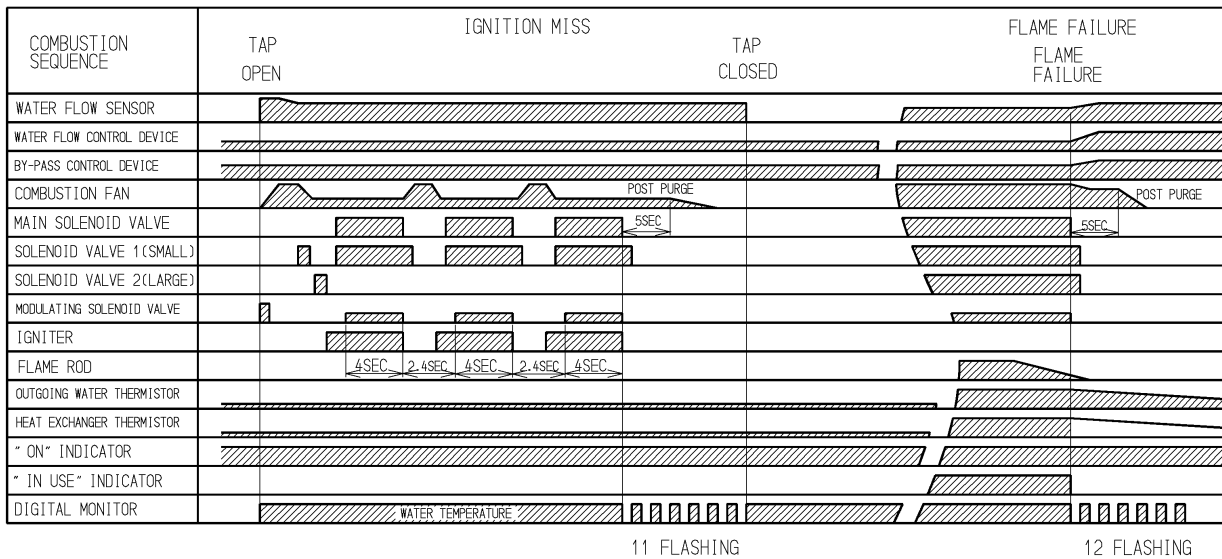 COMBUSTION
SEQUENCE
IGNITION MISS
TAP
OPEN
TAP
CLOSED
FLAME FAILURE
FLAME
FAILURE
WATER FLOW SENSOR
WATER FLOW CONTROL DEVICE
BY-PASS CONTROL DEVICE
COMBUSTION FAN
POST PURGE
POST PURGE
MAIN SOLENOID VALVE
5SEC
5SEC
SOLENOID VALVE 1(SMALL)
SOLENOID VALVE 2(LARGE)
MODULATING SOLENOID VALVE
IGNITER
FLAME ROD
4SEC
2.4SEC
4SEC
2.4SEC
4SEC
OUTGOING WATER THERMISTOR
HEAT EXCHANGER THERMISTOR
" ON" INDICATOR
" IN USE" INDICATOR
DIGITAL MONITOR
WATER TEMPERATURE
11 FLASHING
12 FLASHING